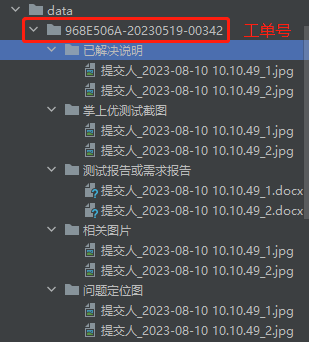 data
968E506A-20230519-00342 工单号
已解决说明
提交人_2023-08-10 10.10.49_1.jpg
提交人_2023-08-10 10.10.49_2.jpg
掌上优测试截图
提交人_2023-08-10 10.10.49_1.jpg
提交人_2023-08-10 10.10.49_2.jpg
测试报告或需求报告
提交人_2023-08-10 10.10.49_1.docx
提交人_2023-08-10 10.10.49_2.docx
相关图片
提交人_2023-08-10 10.10.49_1.jpg
提交人_2023-08-10 10.10.49_2.jpg
问题定位图
提交人_2023-08-10 10.10.49_1.jpg
提交人_2023-08-10 10.10.49_2.jpg